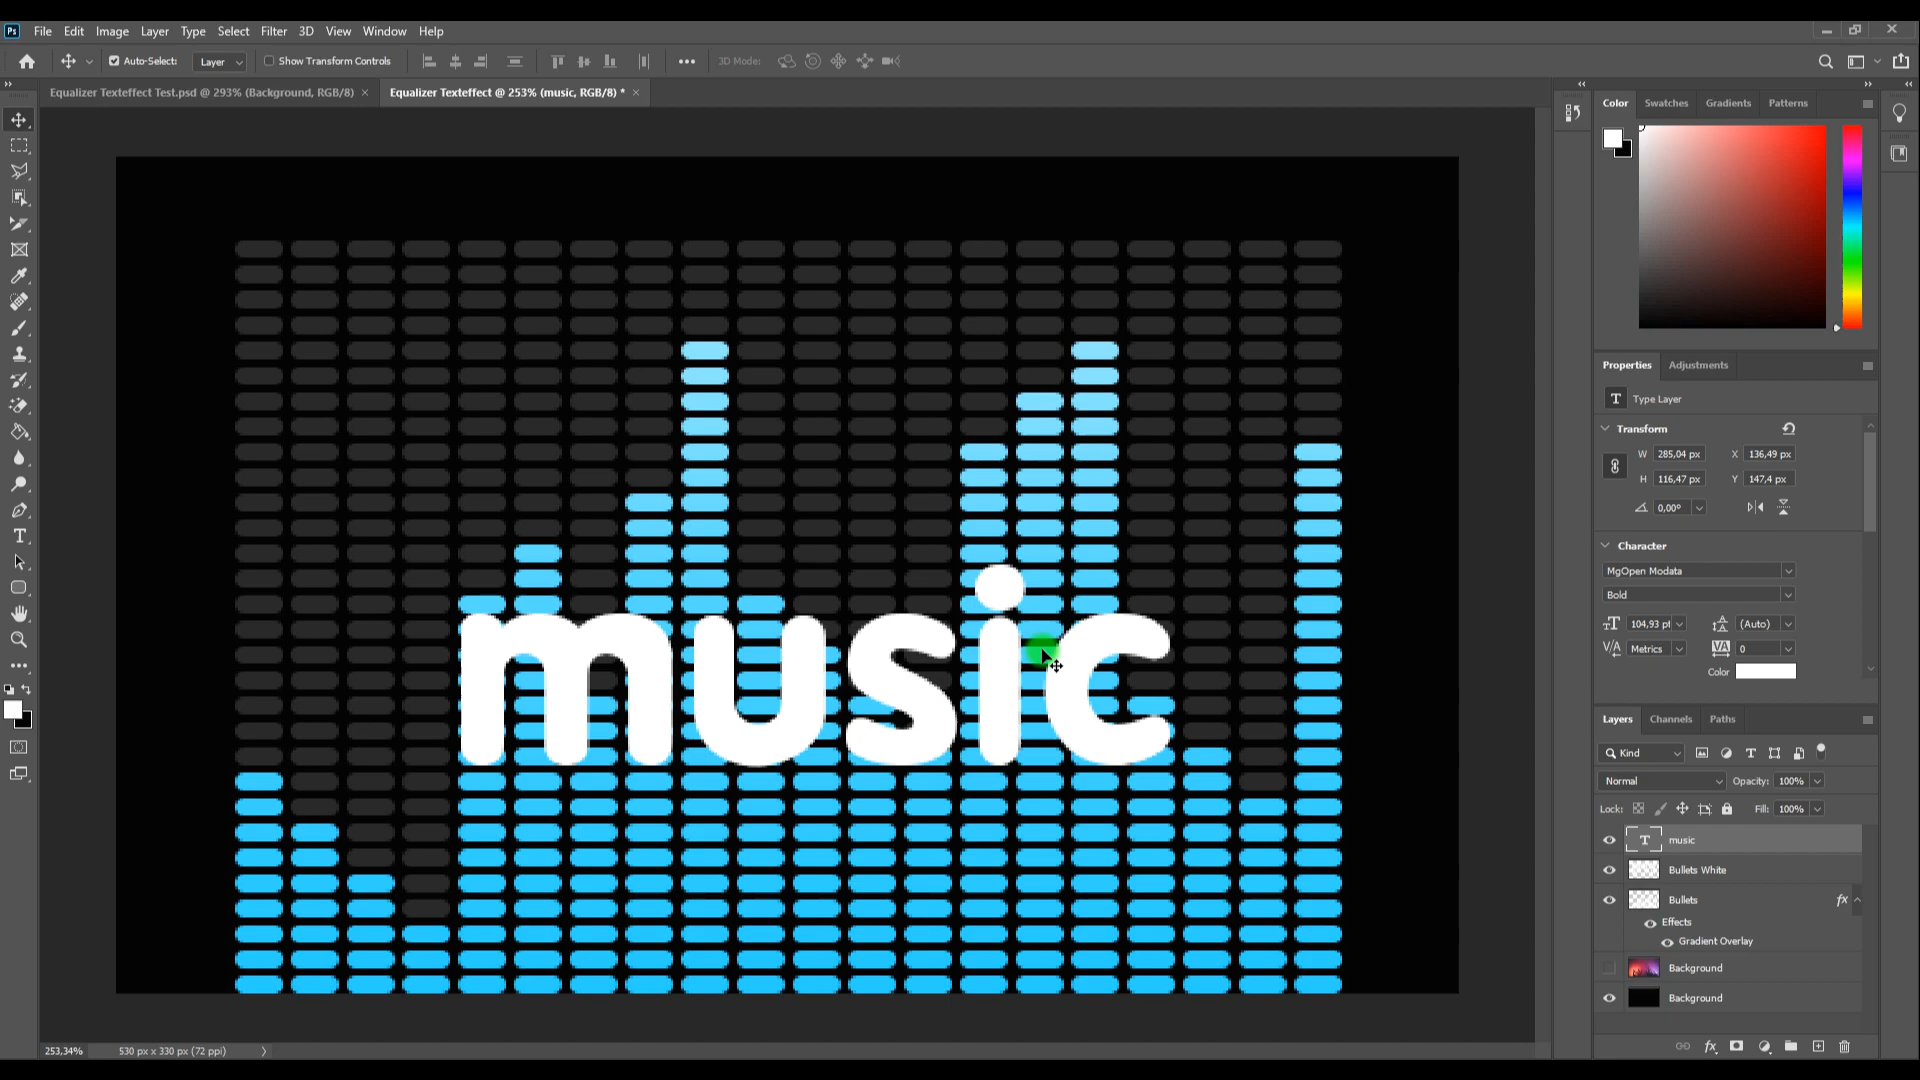 Ps File Edit Image Layer Type Select Filter 3D View Window Help
Auto-Select: Layer Show Transform Controls 3D Mode:
Equalizer Texteffect Test.psd @ 293% (Background, RGB/8) × Equalizer Texteffect @ 253% (music, RGB/8) * ×
Color Swatches Gradients Patterns
Properties Adjustments
T Type Layer
Transform
W 285,04 px X 136,49 px
H 116,47 px Y 147,4 px
0,00°
Character
MgOpen Modata
Bold
104,93 pt (Auto)
Metrics 0
Color
music
Layers Channels Paths
Kind
Normal Opacity: 100%
Lock: Fill: 100%
music
Bullets White
Bullets fx
Effects
Gradient Overlay
Background
Background
253,34% 530 px x 330 px (72 ppi)
fx